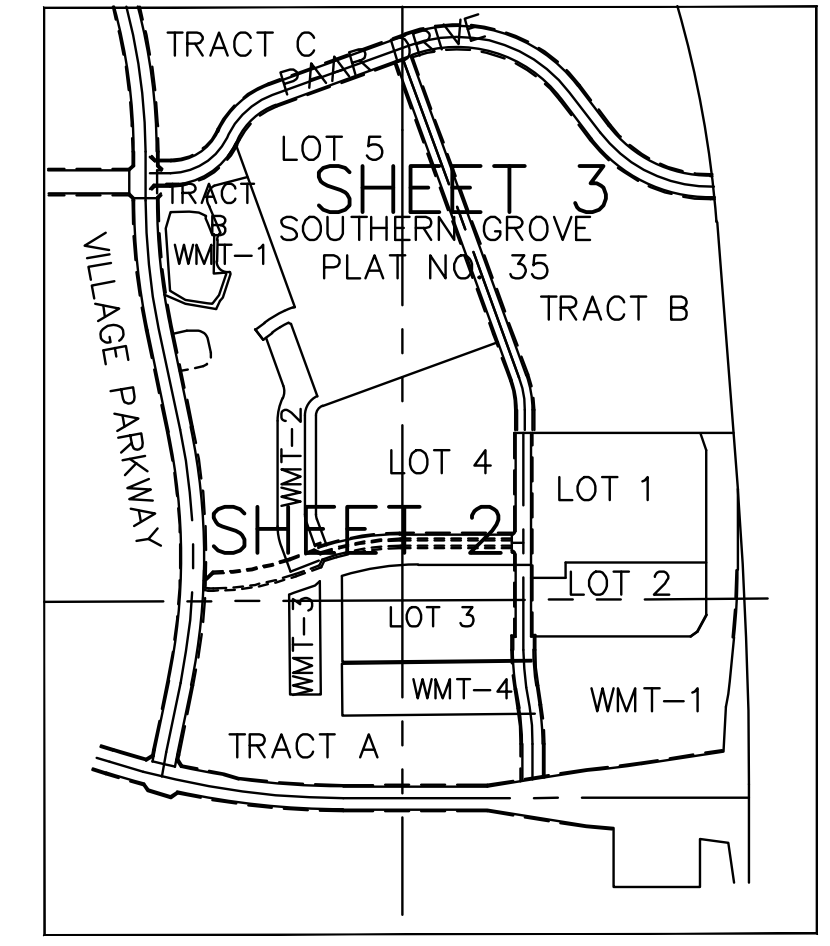 TRACT C
PAAR DRIVE
LOT 5
SHEET 3
TRACT
B
WMT-1
SOUTHERN GROVE
PLAT NO. 35
TRACT B
VILLAGE PARKWAY
WMT-2
LOT 4
LOT 1
SHEET 2
LOT 2
WMT-3
LOT 3
WMT-4
WMT-1
TRACT A